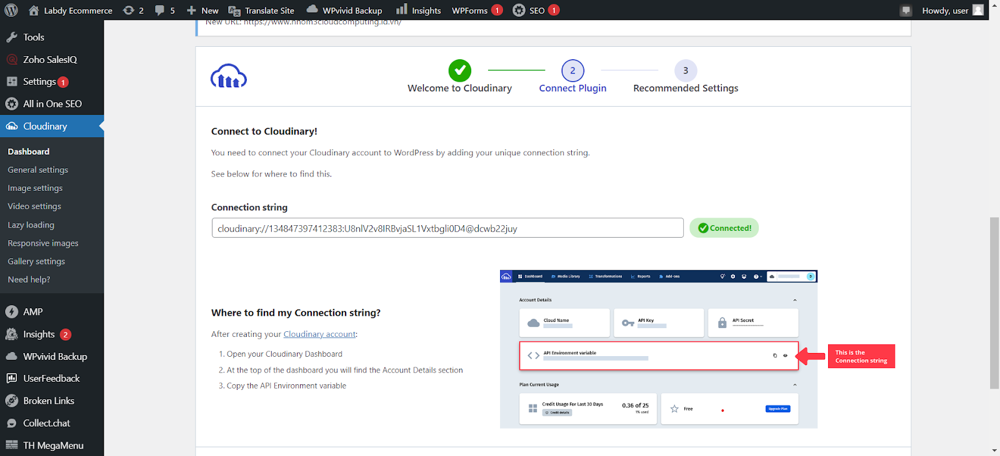 Labdy Ecommerce 2 5 New Translate Site WPvivid Backup Insights WPForms 1 SEO 1 Howdy, user
New URL: https://www.nhom3cloudcomputing.id.vn/
Tools
Zoho SalesIQ
Settings 1
All in One SEO
Cloudinary
Dashboard
General settings
Image settings
Video settings
Lazy loading
Responsive images
Gallery settings
Need help?
AMP
Insights 2
WPvivid Backup
UserFeedback
Broken Links
Collect.chat
TH MegaMenu
2 3
Welcome to Cloudinary Connect Plugin Recommended Settings
Connect to Cloudinary!
You need to connect your Cloudinary account to WordPress by adding your unique connection string.
See below for where to find this.
Connection string
cloudinary://134847397412383:U8nlV2v8IRBvjaSL1Vxtbgli0D4@dcwb22juy Connected!
Where to find my Connection string?
After creating your Cloudinary account:
1. Open your Cloudinary Dashboard
2. At the top of the dashboard you will find the Account Details section
3. Copy the API Environment variable
Dashboard Media Library Transformations Reports Add-ons D
Account Details
Cloud Name API Key API Secret
API Environment variable
This is the
Connection string
Plan Current Usage
Credit Usage For Last 30 Days 0.36 of 25
Credit details 1% used
Free Upgrade Plan